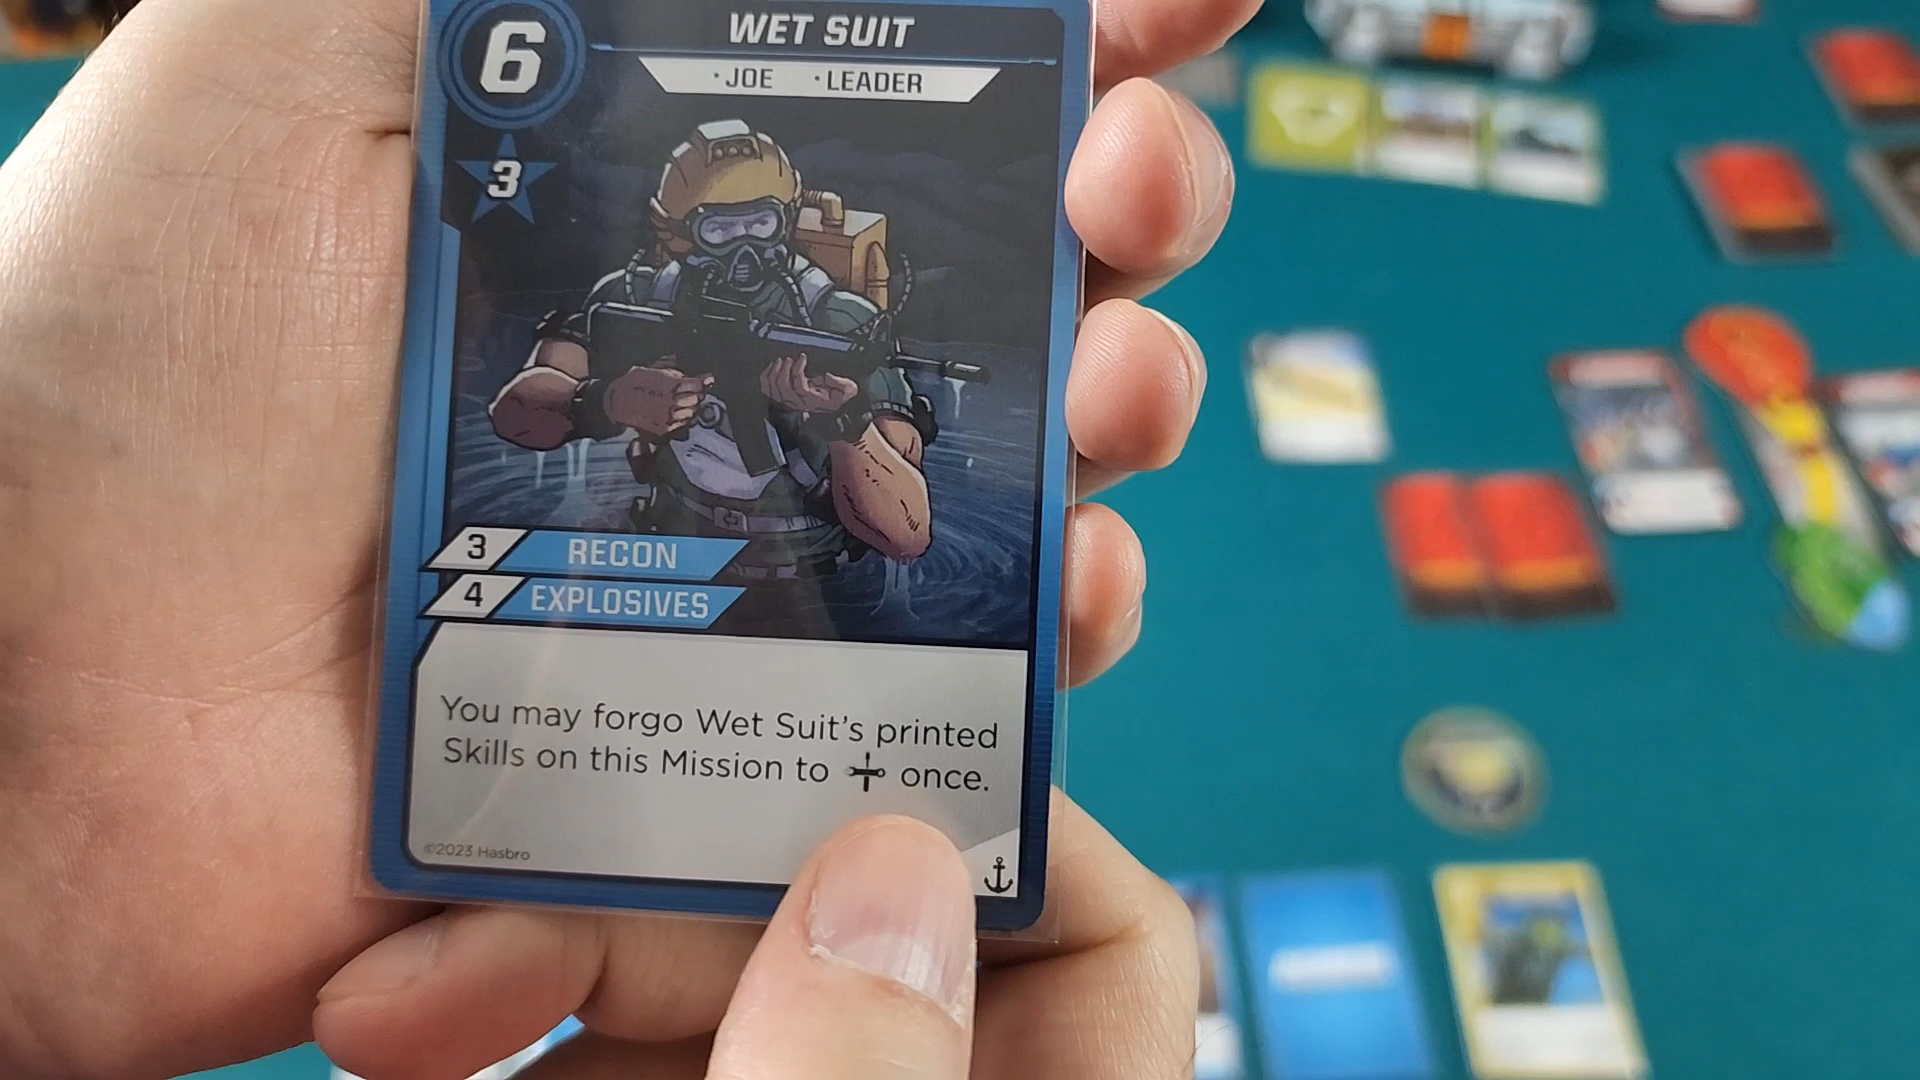 6
WET SUIT
• JOE • LEADER
3
3 RECON
4 EXPLOSIVES
You may forgo Wet Suit's printed
Skills on this Mission to once.
©2023 Hasbro